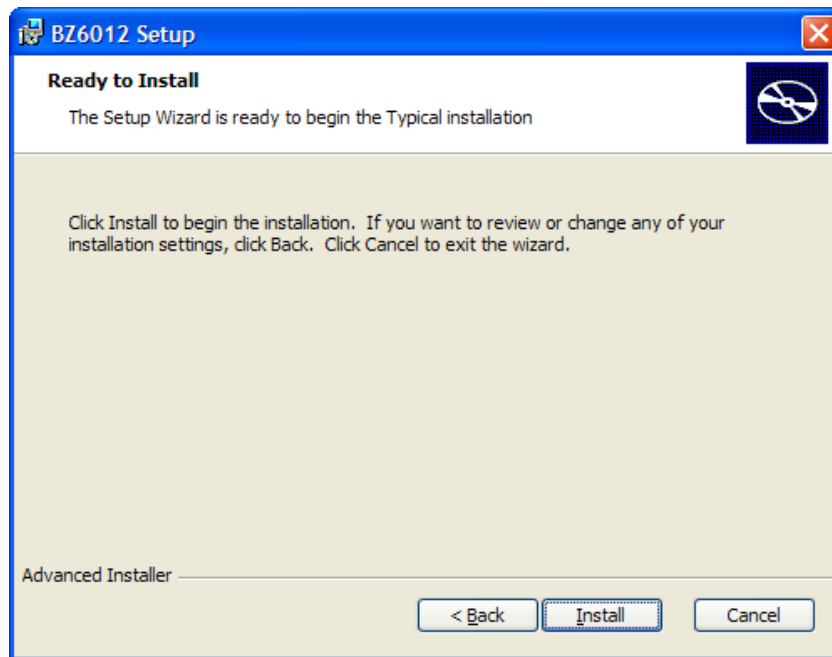 BZ6012 Setup
Ready to Install
The Setup Wizard is ready to begin the Typical installation
Click Install to begin the installation.  If you want to review or change any of your
installation settings, click Back.  Click Cancel to exit the wizard.
Advanced Installer
< Back
Install
Cancel